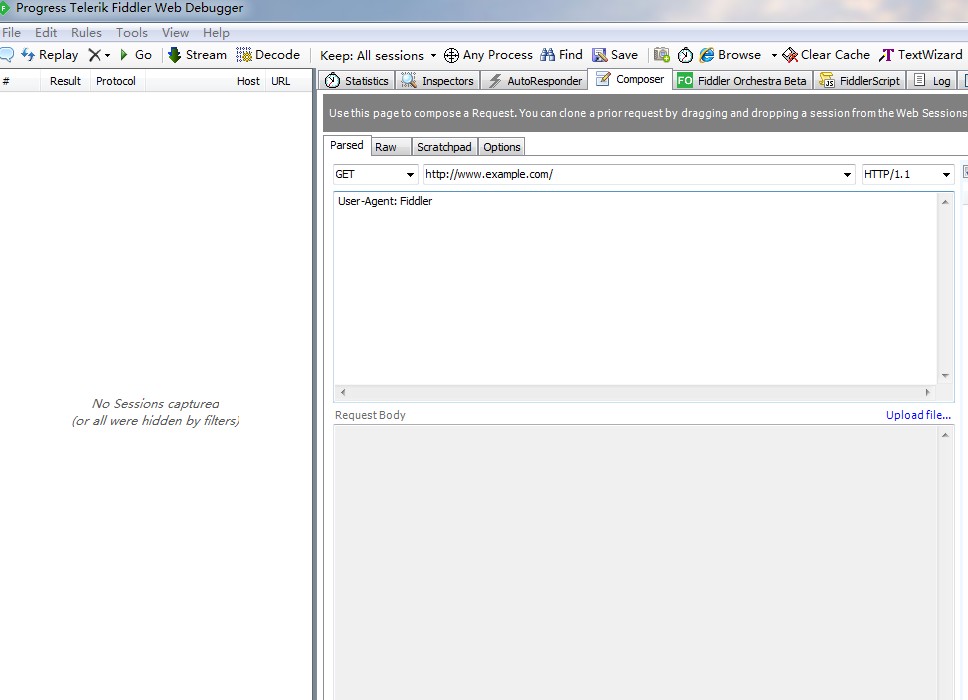 Progress Telerik Fiddler Web Debugger
File Edit Rules Tools View Help
Replay Go Stream Decode Keep: All sessions Any Process Find Save Browse Clear Cache TextWizard
# Result Protocol Host URL
Statistics Inspectors AutoResponder Composer FO Fiddler Orchestra Beta FiddlerScript Log
Use this page to compose a Request. You can clone a prior request by dragging and dropping a session from the Web Sessions
Parsed Raw Scratchpad Options
GET http://www.example.com/ HTTP/1.1
User-Agent: Fiddler
No Sessions captured
(or all were hidden by filters)
Request Body Upload file...